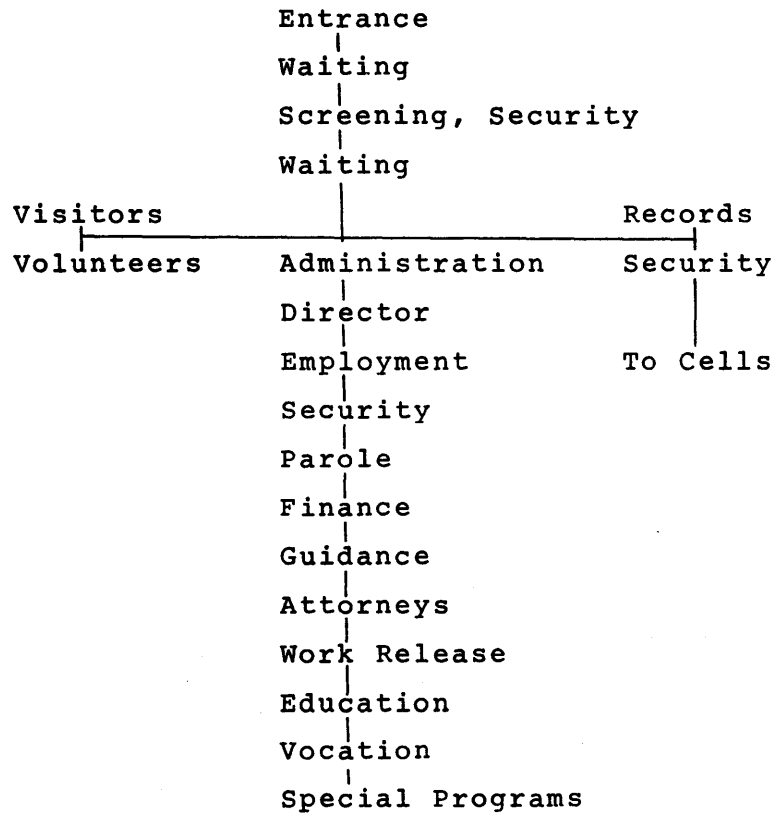 Entrance
Waiting
Screening, Security
Waiting
Visitors Records
Volunteers Administration Security
Director
Employment To Cells
Security
Parole
Finance
Guidance
Attorneys
Work Release
Education
Vocation
Special Programs